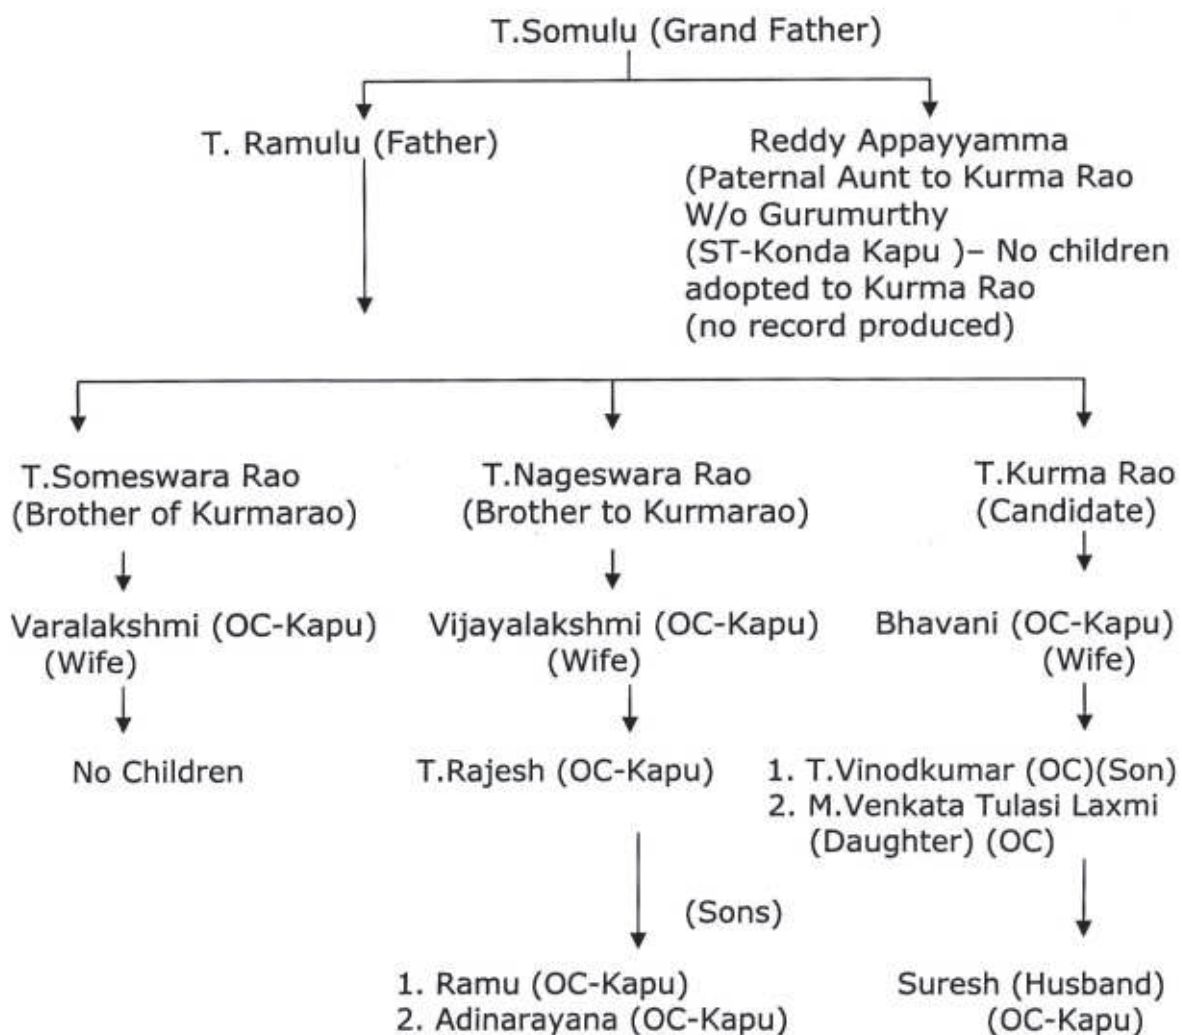 T.Somulu (Grand Father)
T. Ramulu (Father)
Reddy Appayyamma
(Paternal Aunt to Kurma Rao
W/o Gurumurthy
(ST-Konda Kapu )– No children
adopted to Kurma Rao
(no record produced)
T.Someswara Rao
(Brother of Kurmarao)
T.Nageswara Rao
(Brother to Kurmarao)
T.Kurma Rao
(Candidate)
Varalakshmi (OC-Kapu)
(Wife)
Vijayalakshmi (OC-Kapu)
(Wife)
Bhavani (OC-Kapu)
(Wife)
No Children
T.Rajesh (OC-Kapu)
1. T.Vinodkumar (OC)(Son)
2. M.Venkata Tulasi Laxmi
(Daughter) (OC)
(Sons)
1. Ramu (OC-Kapu)
2. Adinarayana (OC-Kapu)
Suresh (Husband)
(OC-Kapu)